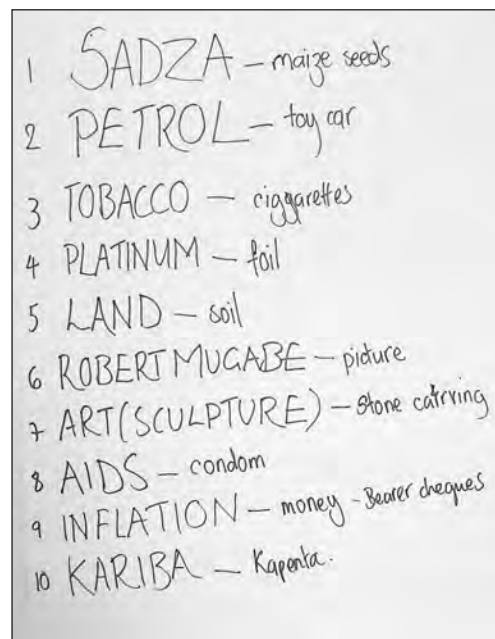 1 SADZA – maize seeds
2 PETROL – toy car
3 TOBACCO – ciggarettes
4 PLATINUM – foil
5 LAND – soil
6 ROBERT MUGABE – picture
7 ART (SCULPTURE) – Stone catrving
8 AIDS – condom
9 INFLATION – money – Bearer cheques
10 KARIBA – Kapenta.